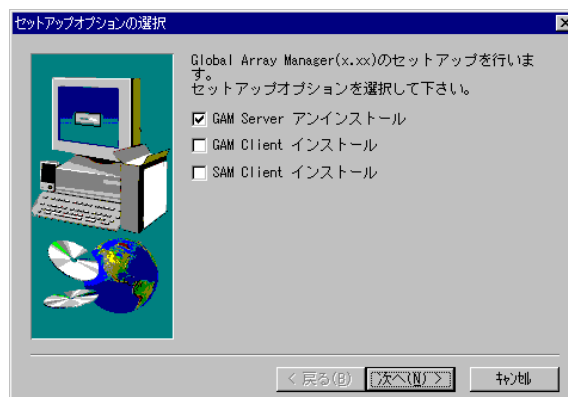 セットアップオプションの選択
Global Array Manager(x.xx)のセットアップを行いま
す。
セットアップオプションを選択して下さい。
GAM Server アンインストール
GAM Client インストール
SAM Client インストール
< 戻る(B)
次へ(N) >
キャンセル